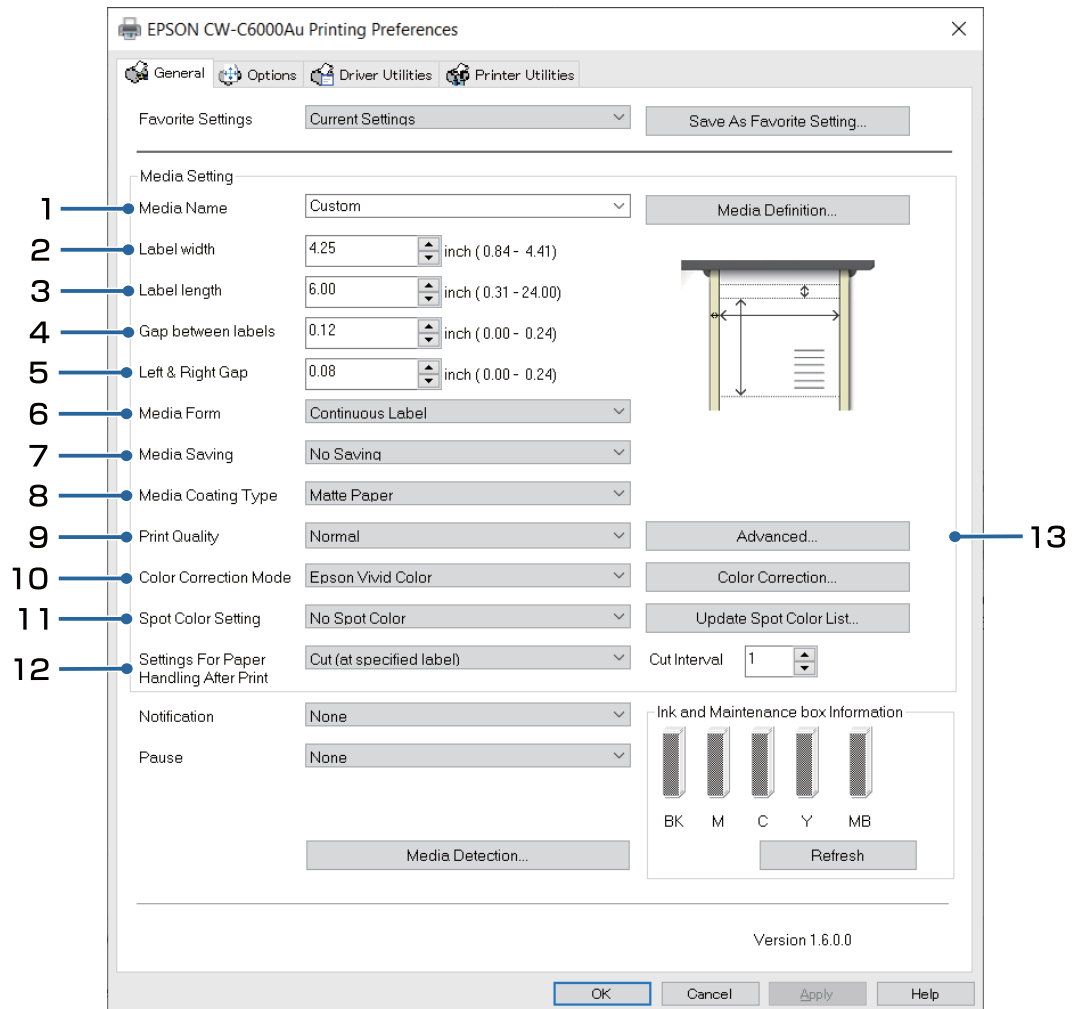 EPSON CW-C6000Au Printing Preferences
General Options Driver Utilities Printer Utilities
Favorite Settings Current Settings Save As Favorite Setting...
Media Setting
1 Media Name Custom Media Definition...
2 Label width 4.25 inch ( 0.84 - 4.41)
3 Label length 6.00 inch ( 0.31 - 24.00)
4 Gap between labels 0.12 inch ( 0.00 - 0.24)
5 Left & Right Gap 0.08 inch ( 0.00 - 0.24)
6 Media Form Continuous Label
7 Media Saving No Saving
8 Media Coating Type Matte Paper
9 Print Quality Normal Advanced... 13
10 Color Correction Mode Epson Vivid Color Color Correction...
11 Spot Color Setting No Spot Color Update Spot Color List...
12 Settings For Paper Handling After Print Cut (at specified label) Cut Interval 1
Notification None Ink and Maintenance box Information
Pause None
BK M C Y MB
Media Detection... Refresh
Version 1.6.0.0
OK Cancel Apply Help